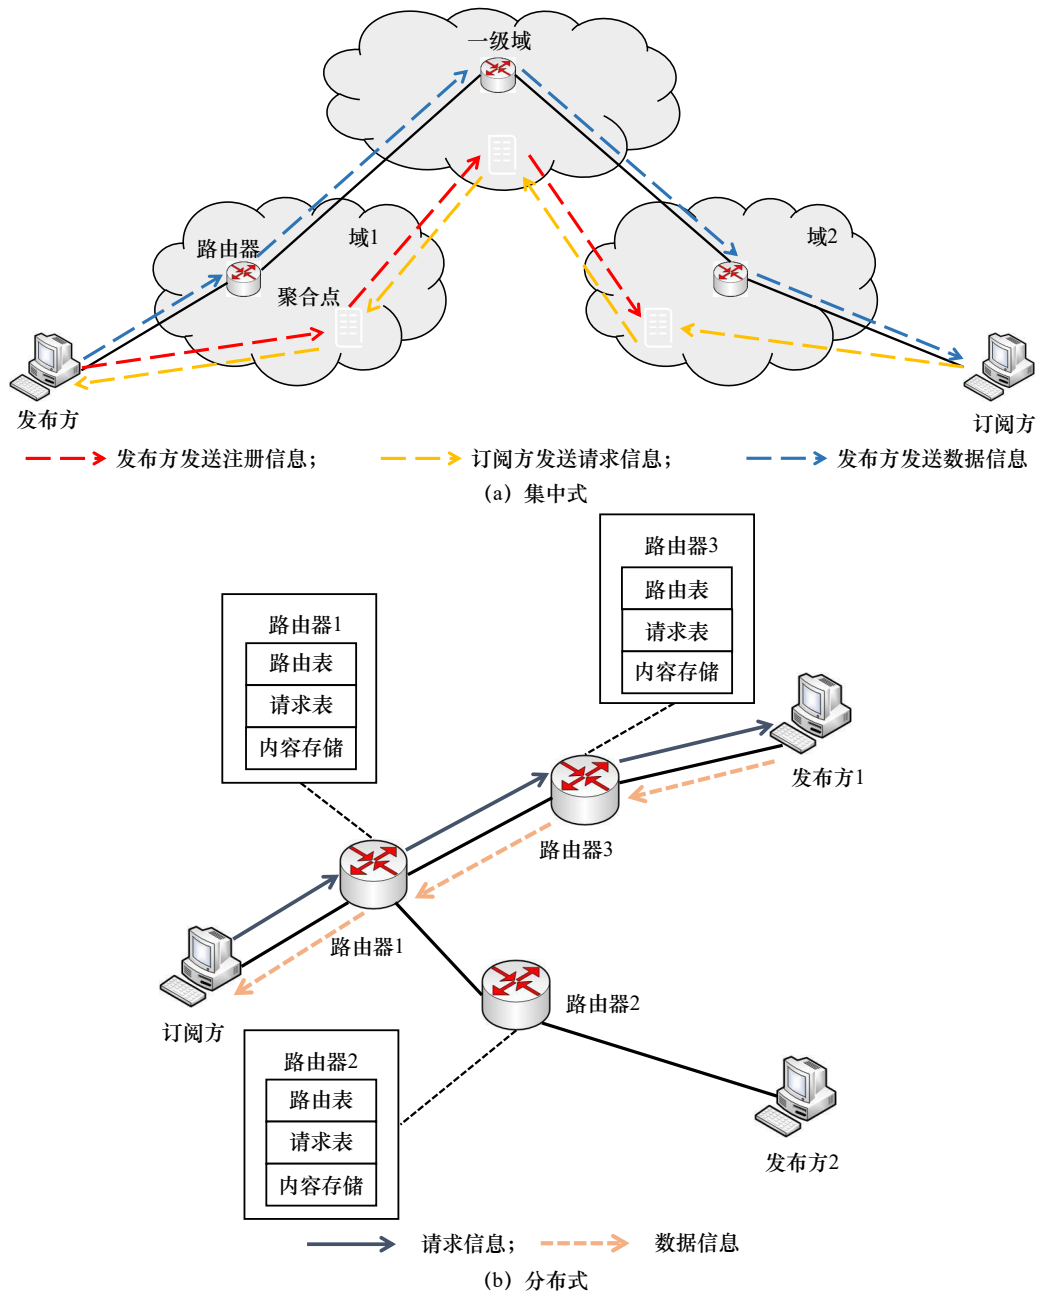 一级域
路由器
域1
域2
聚合点
发布方
订阅方
发布方发送注册信息；
订阅方发送请求信息；
发布方发送数据信息
（a）集中式
路由器3
路由表
请求表
内容存储
路由器1
路由表
请求表
内容存储
发布方1
路由器3
路由器1
路由器2
订阅方
路由器2
路由表
请求表
内容存储
发布方2
请求信息；
数据信息
（b）分布式